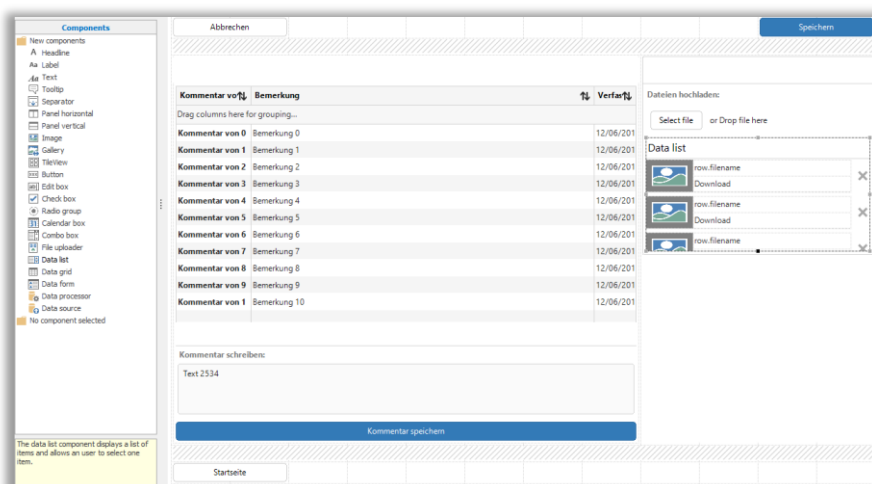 Components
New components
Headline
Label
Text
Tooltip
Separator
Panel horizontal
Panel vertical
Image
Gallery
TileView
Button
Edit box
Check box
Radio group
Calendar box
Combo box
File uploader
Data list
Data grid
Data form
Data processor
Data source
No component selected
The data list component displays a list of
items and allows an user to select one
item.
Abbrechen
Speichern
Kommentar vo Bemerkung Verfas
Drag columns here for grouping...
Kommentar von 0 Bemerkung 0 12/06/201
Kommentar von 1 Bemerkung 1 12/06/201
Kommentar von 2 Bemerkung 2 12/06/201
Kommentar von 3 Bemerkung 3 12/06/201
Kommentar von 4 Bemerkung 4 12/06/201
Kommentar von 5 Bemerkung 5 12/06/201
Kommentar von 6 Bemerkung 6 12/06/201
Kommentar von 7 Bemerkung 7 12/06/201
Kommentar von 8 Bemerkung 8 12/06/201
Kommentar von 9 Bemerkung 9 12/06/201
Kommentar von 1 Bemerkung 10 12/06/201
Kommentar schreiben:
Text 2534
Kommentar speichern
Startseite
Dateien hochladen:
Select file or Drop file here
Data list
row.filename
Download
row.filename
Download
row.filename